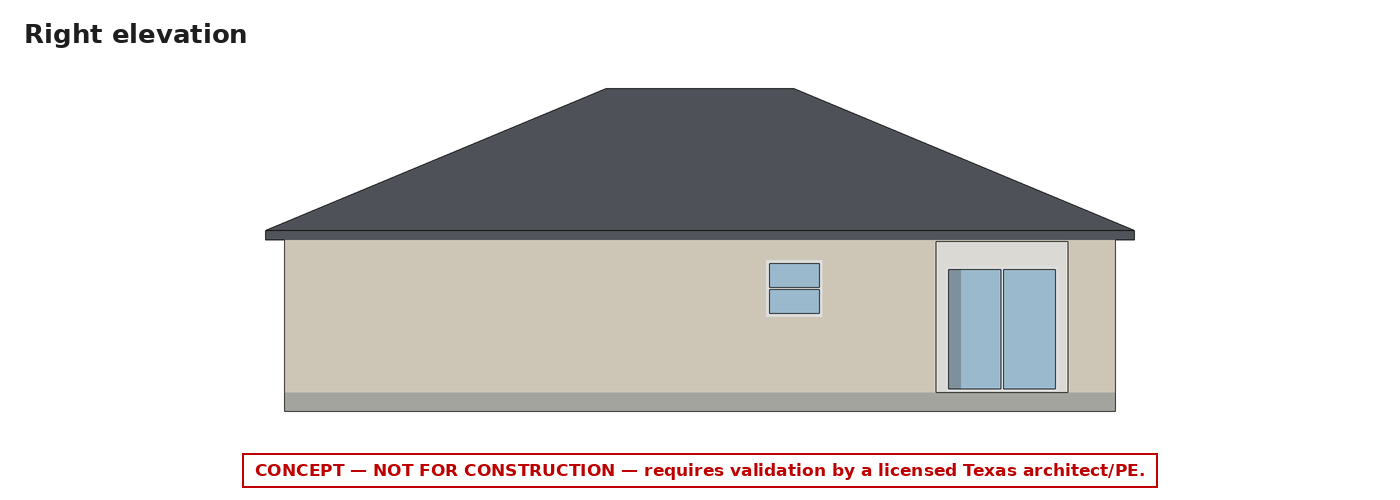 Right elevation
CONCEPT — NOT FOR CONSTRUCTION — requires validation by a licensed Texas architect/PE.